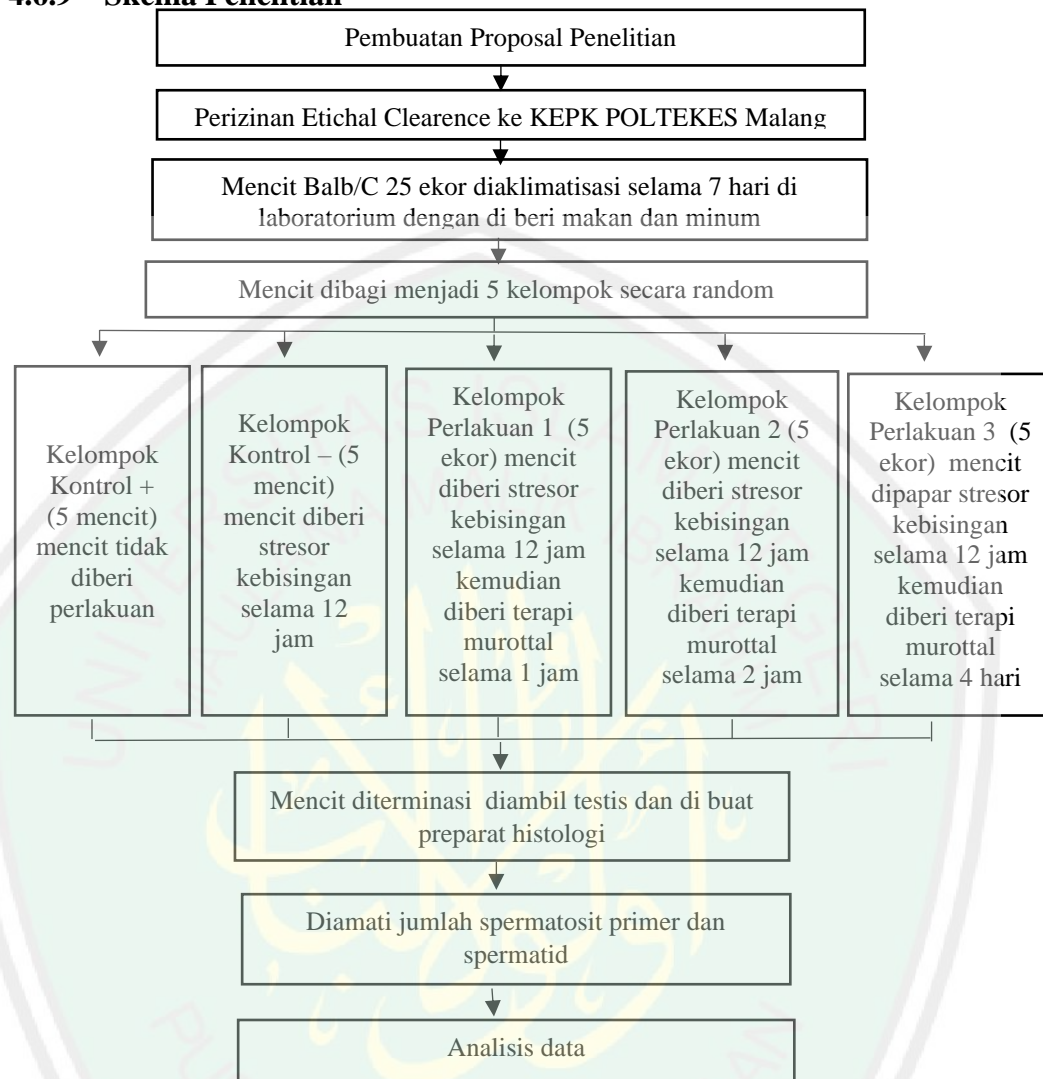 4.6.9 Skema Penelitian
Pembuatan Proposal Penelitian
Perizinan Etichal Clearence ke KEPK POLTEKES Malang
Mencit Balb/C 25 ekor diaklimatisasi selama 7 hari di
laboratorium dengan di beri makan dan minum
Mencit dibagi menjadi 5 kelompok secara random
Kelompok
Kontrol +
(5 mencit)
mencit tidak
diberi
perlakuan
Kelompok
Kontrol – (5
mencit)
mencit diberi
stresor
kebisingan
selama 12
jam
Kelompok
Perlakuan 1 (5
ekor) mencit
diberi stresor
kebisingan
selama 12 jam
kemudian
diberi terapi
murottal
selama 1 jam
Kelompok
Perlakuan 2 (5
ekor) mencit
diberi stresor
kebisingan
selama 12 jam
kemudian
diberi terapi
murottal
selama 2 jam
Kelompok
Perlakuan 3 (5
ekor) mencit
dipapar stresor
kebisingan
selama 12 jam
kemudian
diberi terapi
murottal
selama 4 hari
Mencit diterminasi diambil testis dan di buat
preparat histologi
Diamati jumlah spermatosit primer dan
spermatid
Analisis data